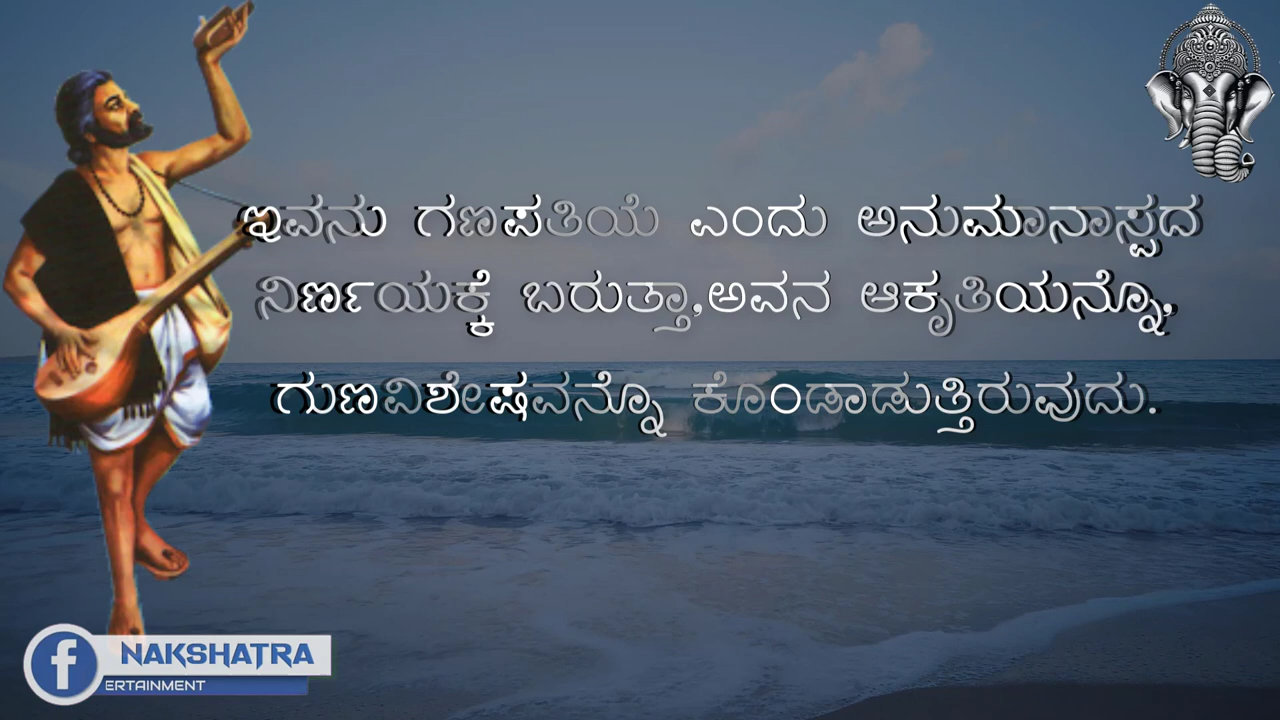 ಇವನು ಗಣಪತಿಯೆ ಎಂದು ಅನುಮಾನಾಸ್ಪದ
ನಿರ್ಣಯಕ್ಕೆ ಬರುತ್ತಾ,ಅವನ ಆಕೃತಿಯನ್ನೊ,
ಗುಣವಿಶೇಷವನ್ನೊ ಕೊಂಡಾಡುತ್ತಿರುವುದು.
f NAKSHATRA
ERTAINMENT